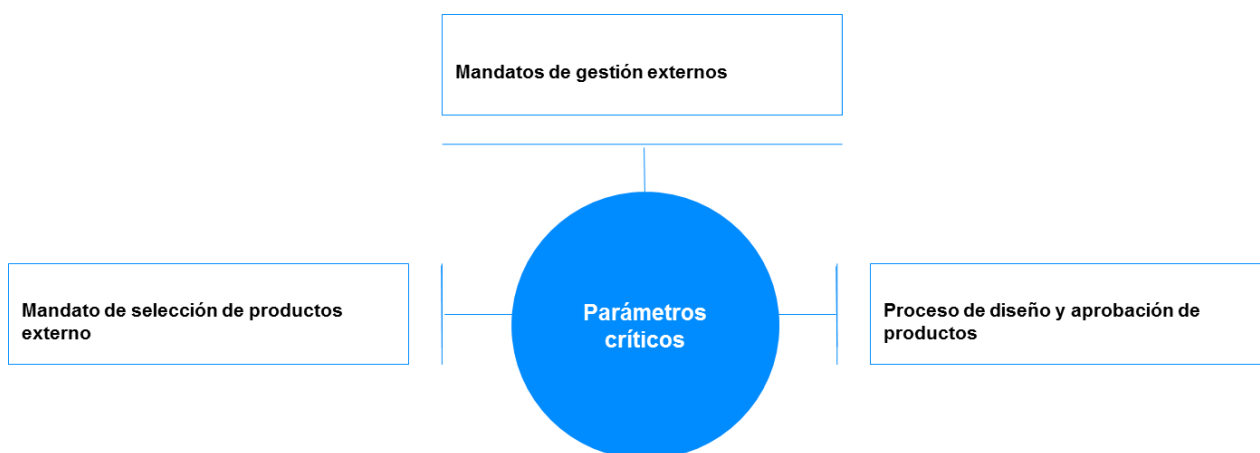 Mandatos de gestión externos
Mandato de selección de productos
externo
Parámetros
críticos
Proceso de diseño y aprobación de
productos